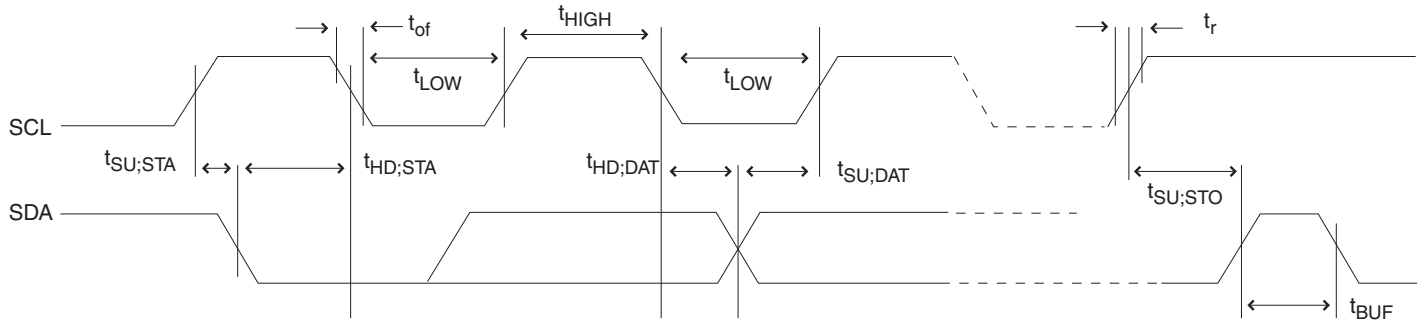 t_of
t_HIGH
t_r
t_LOW
t_LOW
SCL
t_SU;STA
t_HD;STA
t_HD;DAT
t_SU;DAT
t_SU;STO
SDA
t_BUF